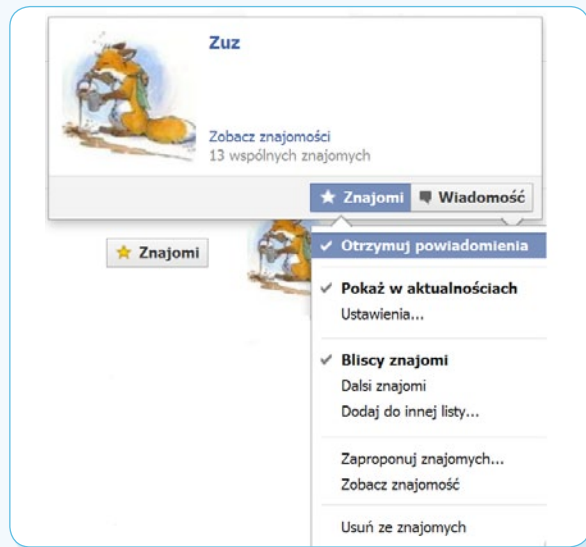 Zuz
Zobacz znajomości
13 wspólnych znajomych
Znajomi Wiadomość
Znajomi
Otrzymuj powiadomienia
Pokaż w aktualnościach
Ustawienia...
Bliscy znajomi
Dalsi znajomi
Dodaj do innej listy...
Zaproponuj znajomych...
Zobacz znajomość
Usuń ze znajomych